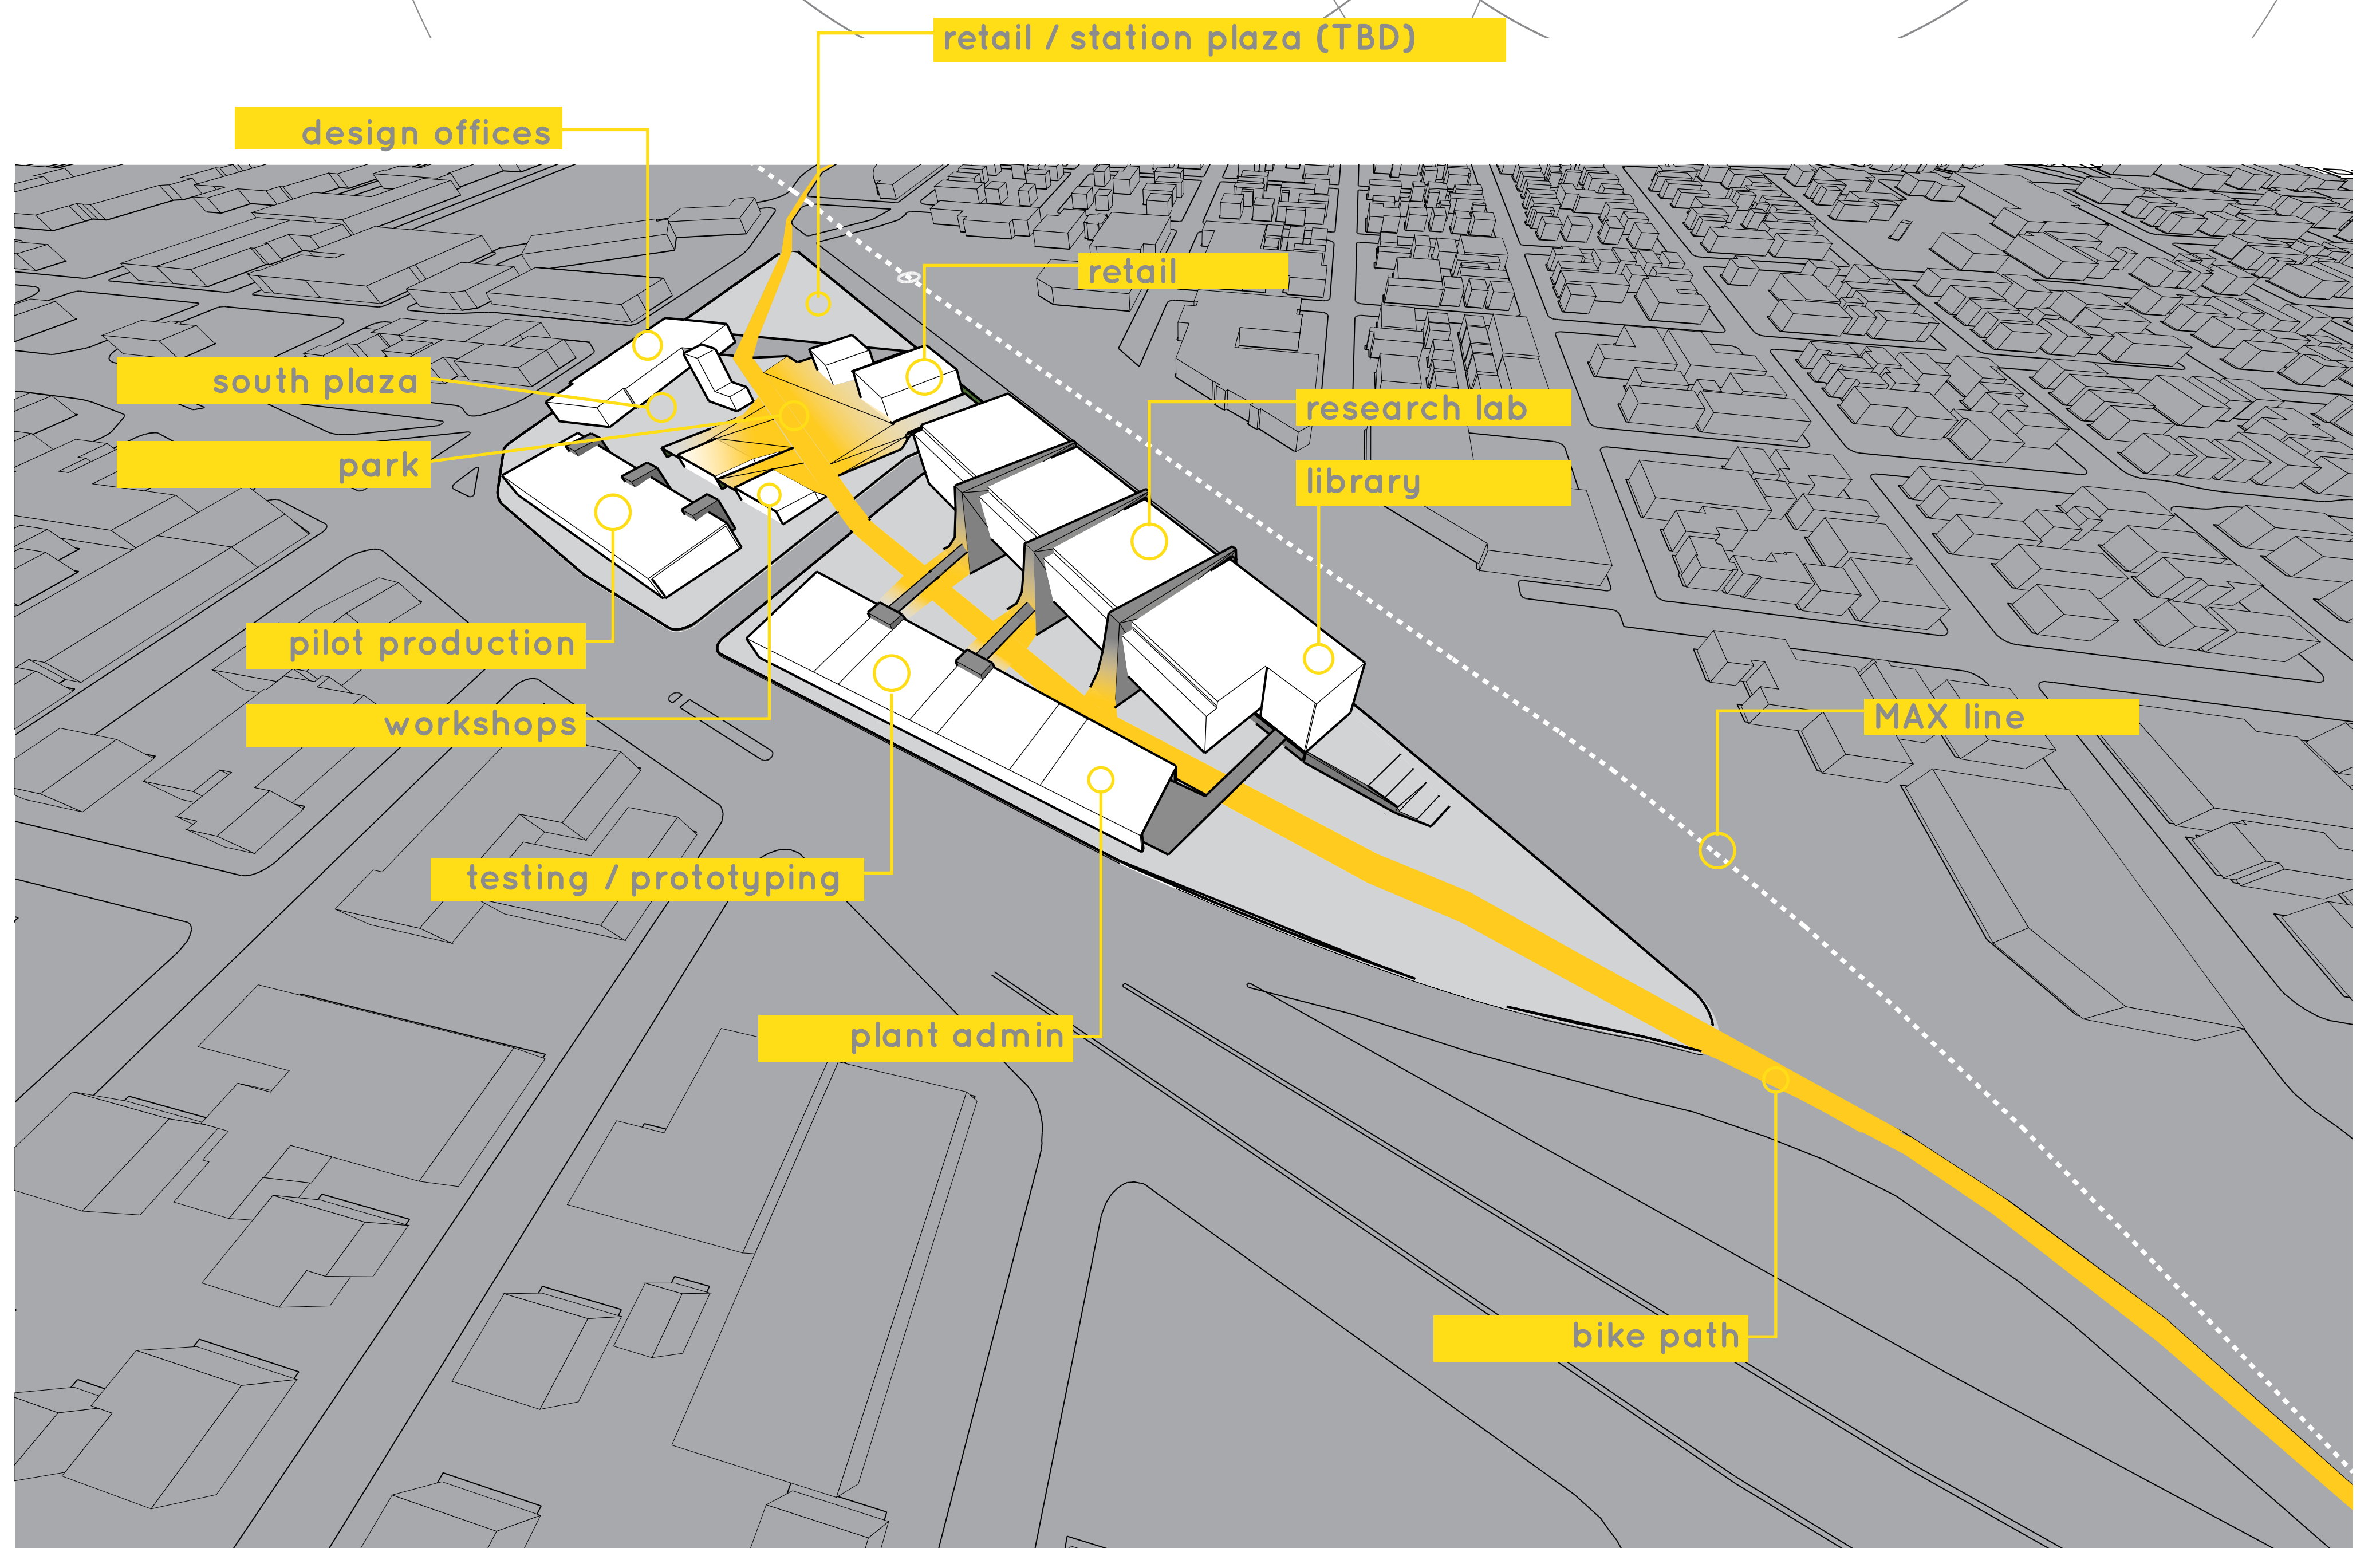 retail / station plaza (TBD)
design offices
retail
south plaza
research lab
park
library
pilot production
workshops
MAX line
testing / prototyping
plant admin
bike path